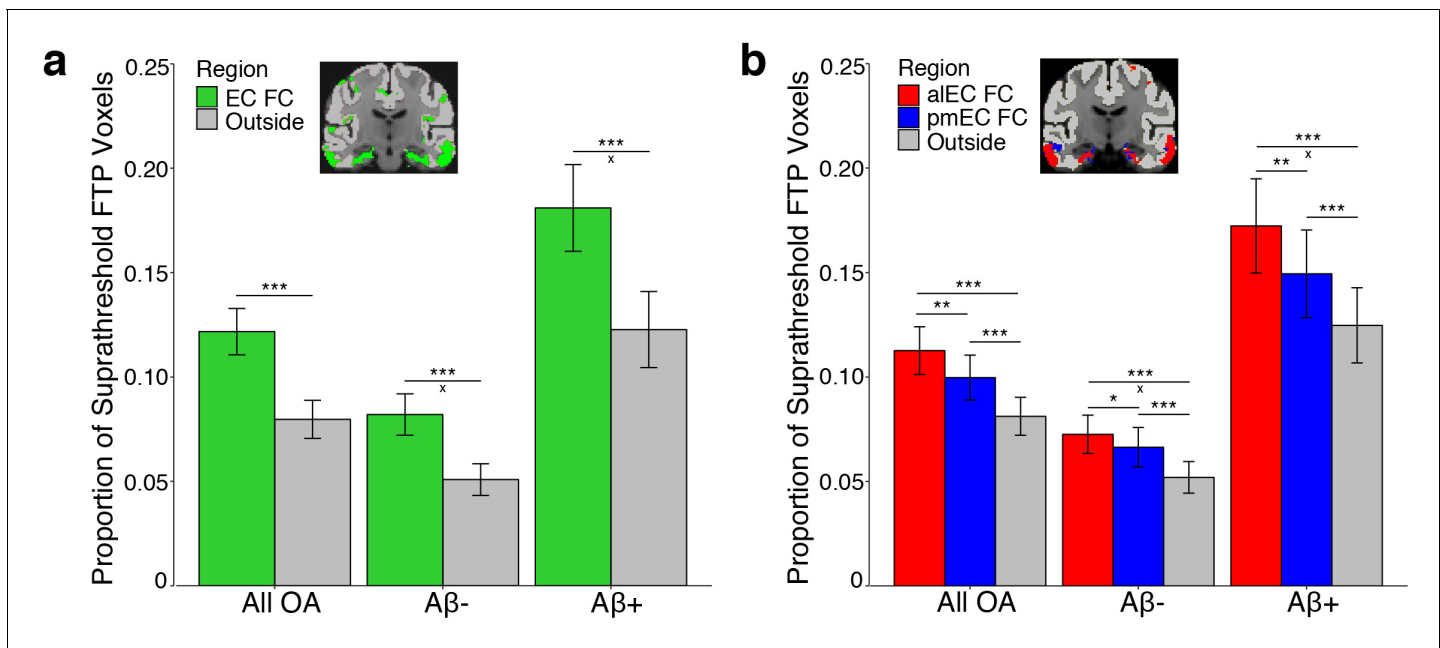 a
Proportion of Suprathreshold FTP Voxels
0.25
0.20
0.15
0.10
0.05
0
Region
EC FC
Outside
***
***
x
***
x
All OA
Aβ-
Aβ+
b
Proportion of Suprathreshold FTP Voxels
0.25
0.20
0.15
0.10
0.05
0
Region
alEC FC
pmEC FC
Outside
***
**
***
***
x
*
***
***
x
**
***
All OA
Aβ-
Aβ+